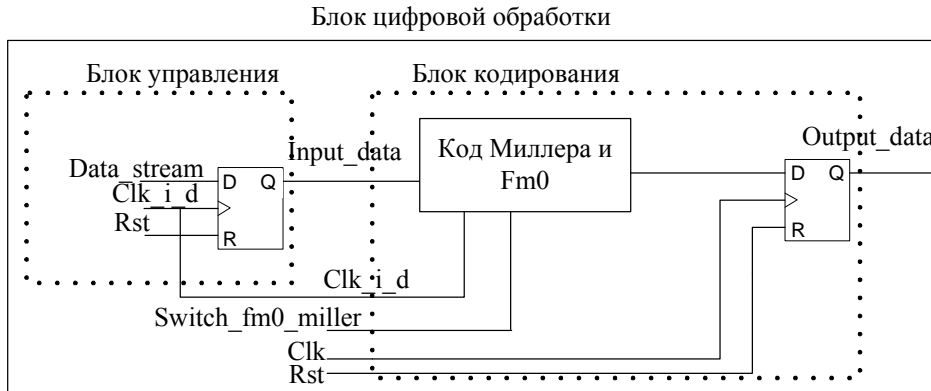 Блок цифровой обработки
Блок управления
Блок кодирования
Data_stream
Clk_i_d
Rst
D Q
R
Input_data
Код Миллера и
Fm0
Output_data
D Q
R
Clk_i_d
Switch_fm0_miller
Clk
Rst